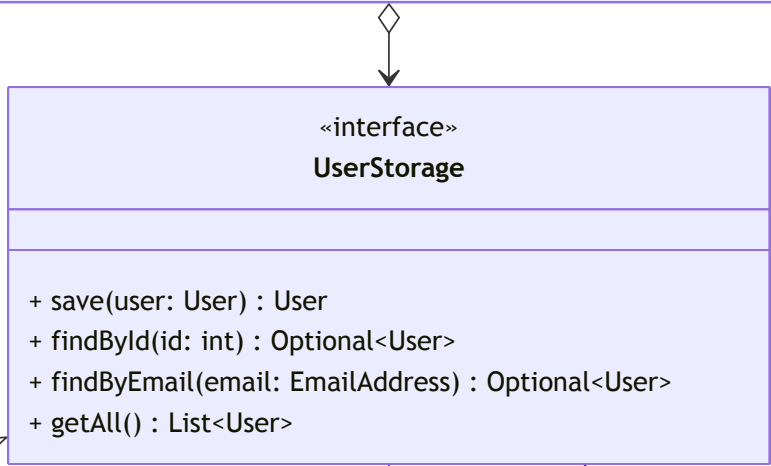 «interface»
UserStorage
+ save(user: User) : User
+ findById(id: int) : Optional<User>
+ findByEmail(email: EmailAddress) : Optional<User>
+ getAll() : List<User>